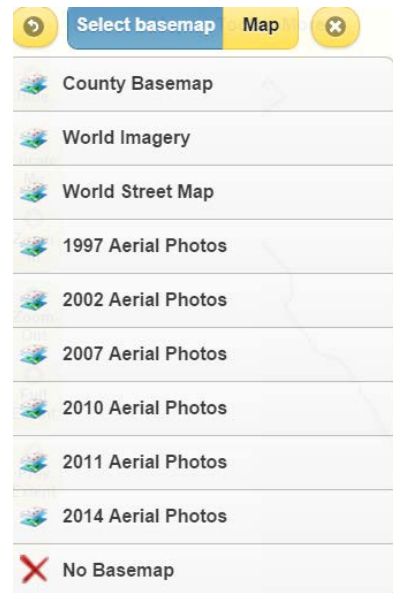 Select basemap Map
County Basemap
World Imagery
World Street Map
1997 Aerial Photos
2002 Aerial Photos
2007 Aerial Photos
2010 Aerial Photos
2011 Aerial Photos
2014 Aerial Photos
No Basemap